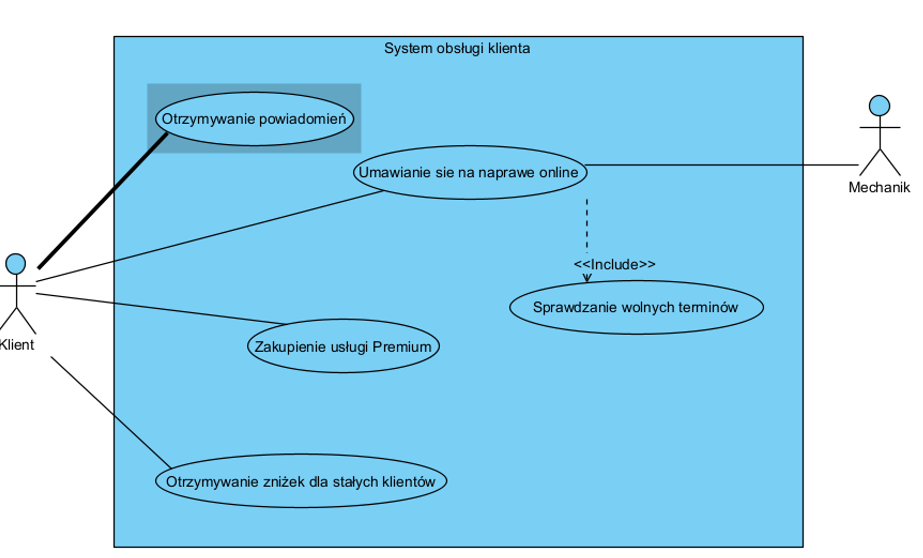 System obsługi klienta
Otrzymywanie powiadomień
Umawianie sie na naprawe online
Mechanik
<<Include>>
Sprawdzanie wolnych terminów
Klient
Zakupienie usługi Premium
Otrzymywanie zniżek dla stałych klientów